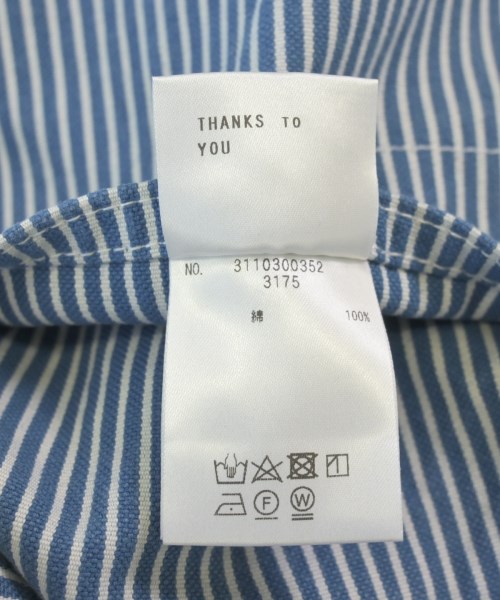 THANKS TO
YOU
NO. 3110300352
3175
綿 100%
F W